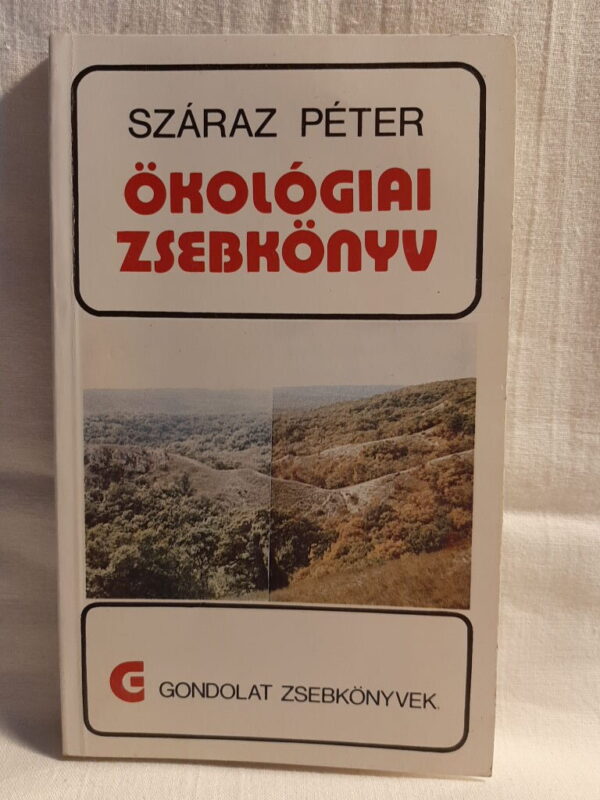 SZÁRAZ PÉTER
ÖKOLÓGIAI
ZSEBKÖNYV
G GONDOLAT ZSEBKÖNYVEK